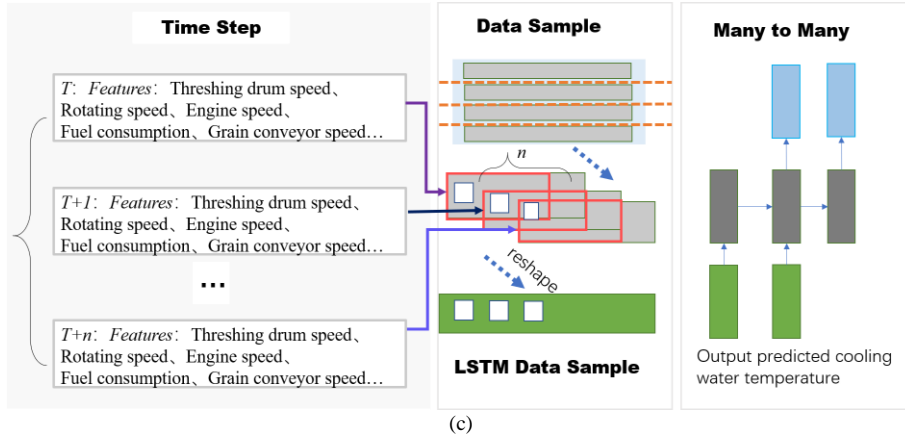 Time Step
T： Features： Threshing drum speed、
Rotating speed、Engine speed、
Fuel consumption、Grain conveyor speed…
T+1： Features： Threshing drum speed、
Rotating speed、Engine speed、
Fuel consumption、Grain conveyor speed…
...
T+n： Features： Threshing drum speed、
Rotating speed、Engine speed、
Fuel consumption、Grain conveyor speed…
Data Sample
n
reshape
LSTM Data Sample
Many to Many
Output predicted cooling
water temperature
(c)